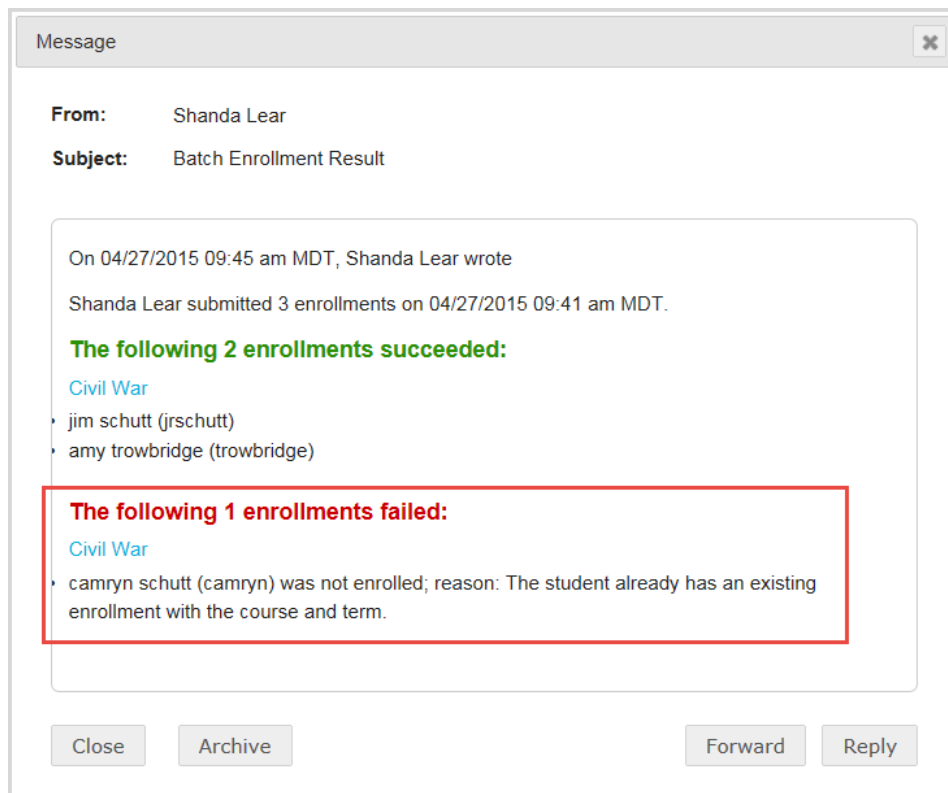 Message
From: Shanda Lear
Subject: Batch Enrollment Result
On 04/27/2015 09:45 am MDT, Shanda Lear wrote
Shanda Lear submitted 3 enrollments on 04/27/2015 09:41 am MDT.
The following 2 enrollments succeeded:
Civil War
• jim schutt (jrschutt)
• amy trowbridge (trowbridge)
The following 1 enrollments failed:
Civil War
• camryn schutt (camryn) was not enrolled; reason: The student already has an existing
enrollment with the course and term.
Close Archive Forward Reply